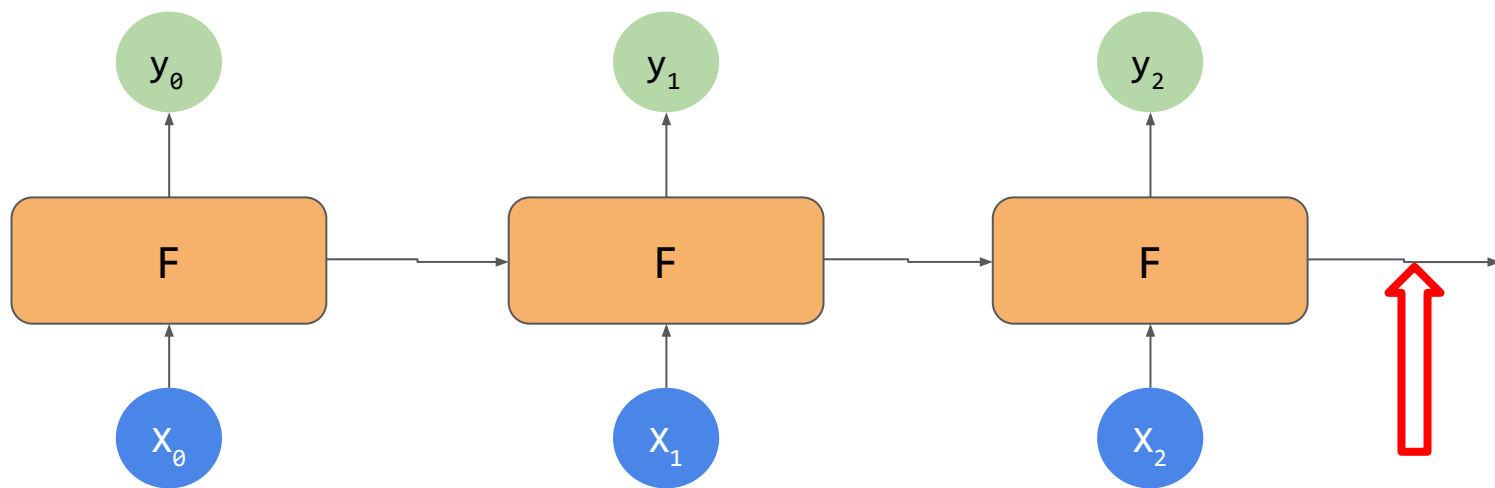 y₀ y₁ y₂
F F F
X₀ X₁ X₂